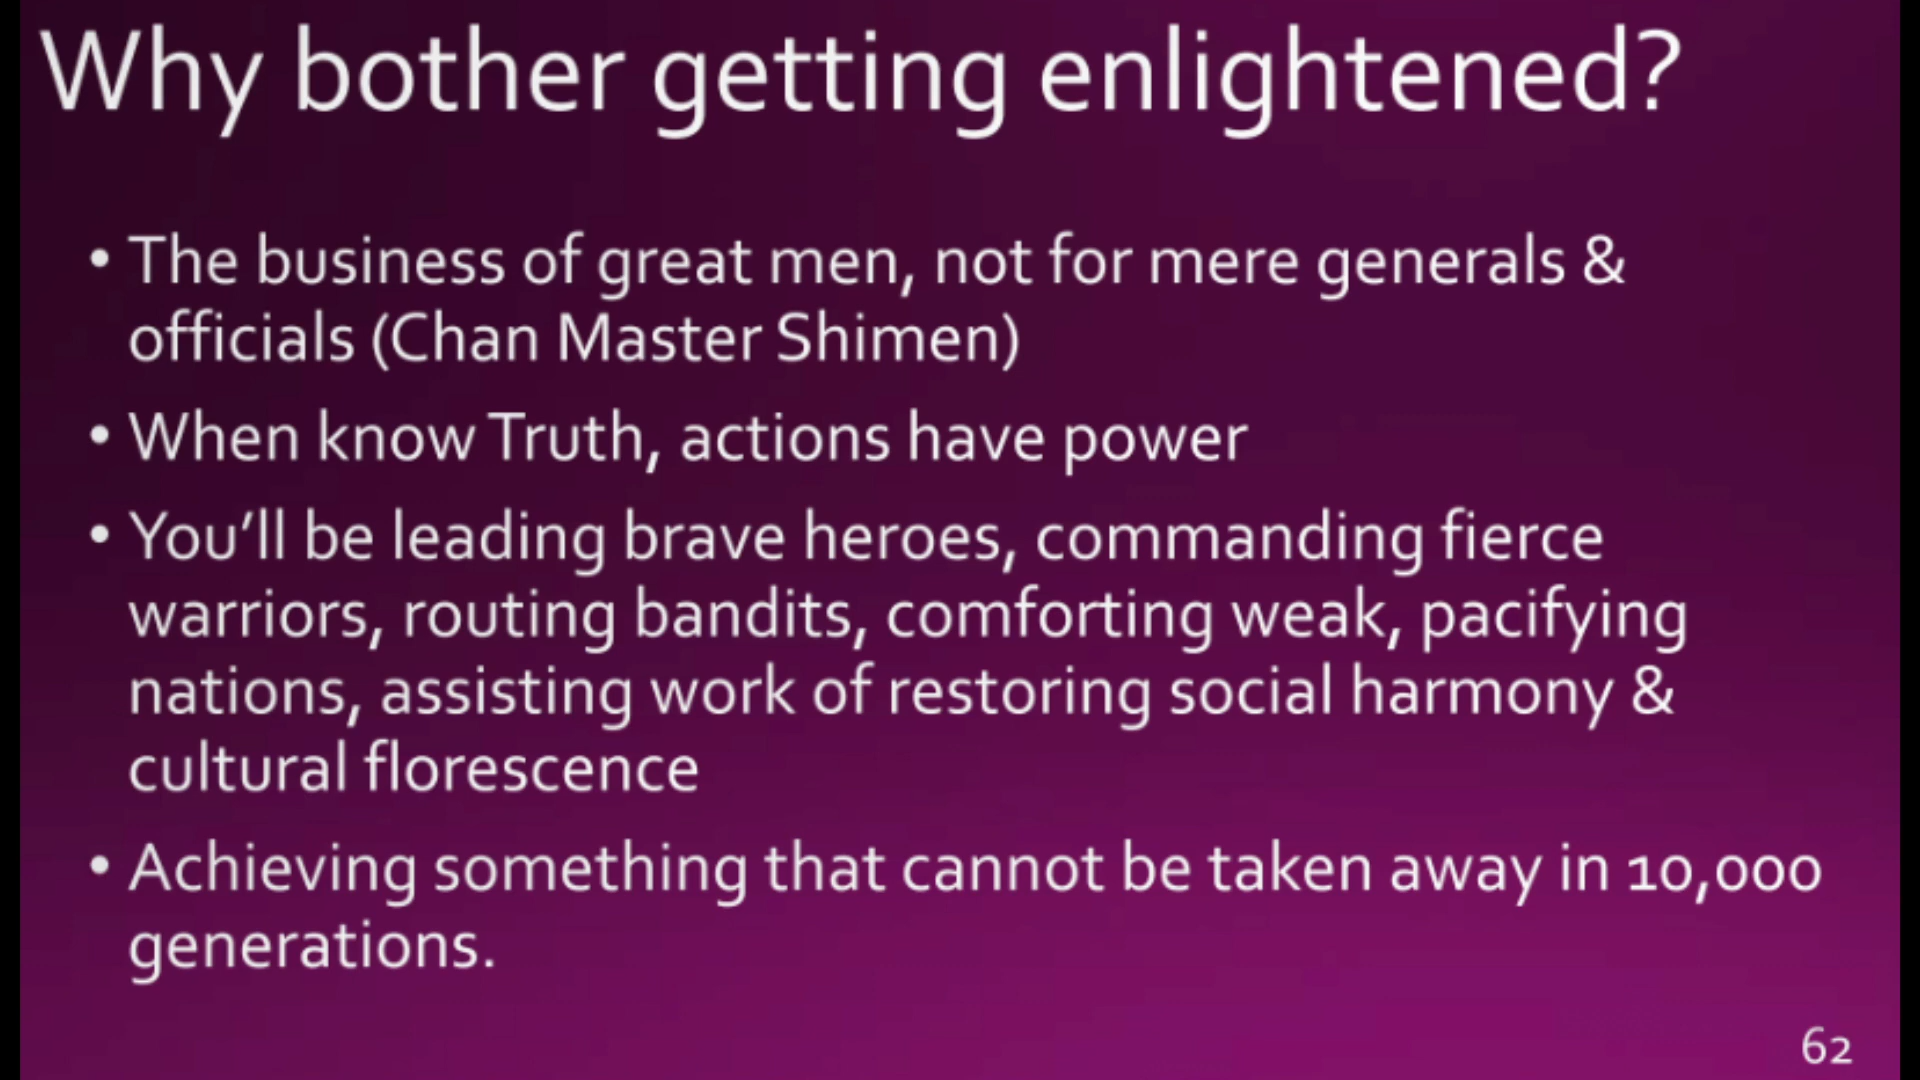 Why bother getting enlightened?
• The business of great men, not for mere generals &
officials (Chan Master Shimen)
• When know Truth, actions have power
• You’ll be leading brave heroes, commanding fierce
warriors, routing bandits, comforting weak, pacifying
nations, assisting work of restoring social harmony &
cultural florescence
• Achieving something that cannot be taken away in 10,000
generations.
62